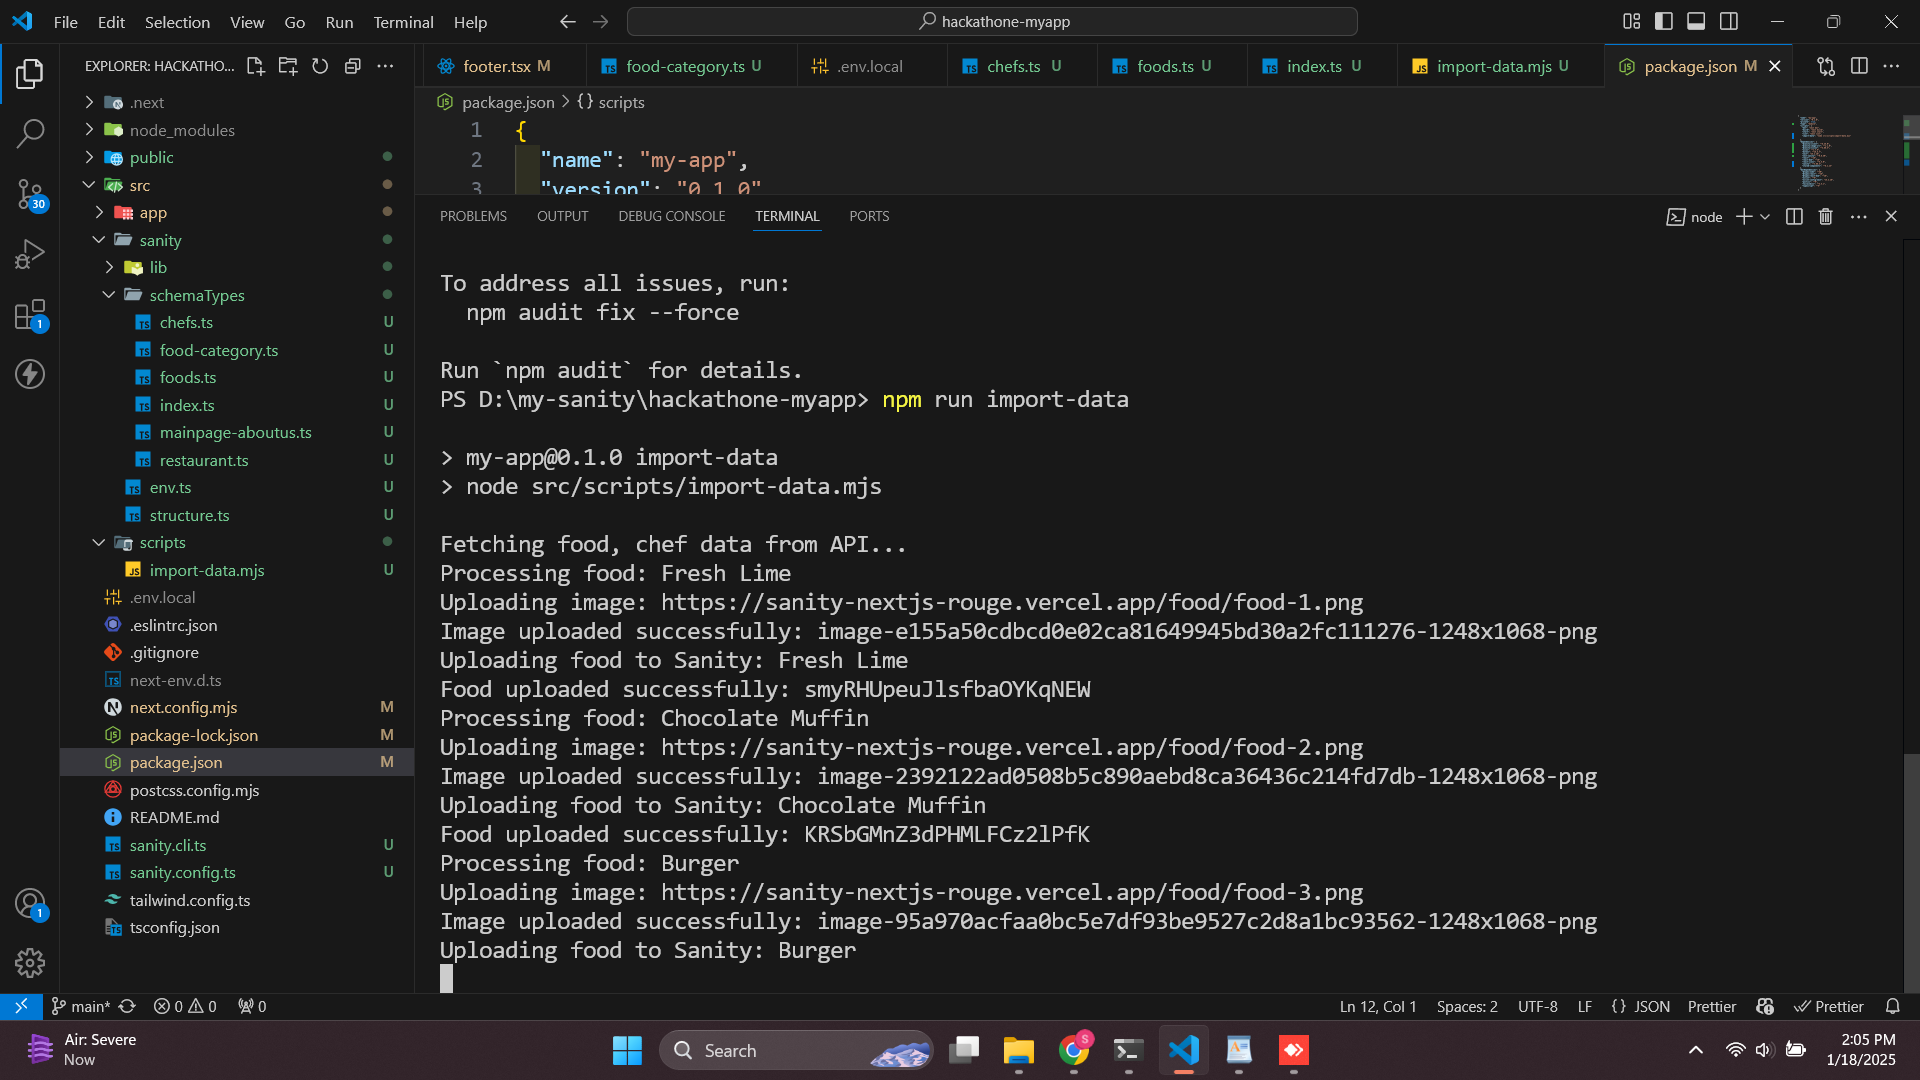 File Edit Selection View Go Run Terminal Help
hackathone-myapp
EXPLORER: HACKATHO...
.next
node_modules
public
src
app
sanity
lib
schemaTypes
chefs.ts U
food-category.ts U
foods.ts U
index.ts U
mainpage-aboutus.ts U
restaurant.ts U
env.ts U
structure.ts U
scripts
import-data.mjs U
.env.local
.eslintrc.json
.gitignore
next-env.d.ts
next.config.mjs M
package-lock.json M
package.json M
postcss.config.mjs
README.md
sanity.cli.ts U
sanity.config.ts U
tailwind.config.ts
tsconfig.json
30
1
1
footer.tsx M
food-category.ts U
.env.local
chefs.ts U
foods.ts U
index.ts U
import-data.mjs U
package.json M
package.json > {} scripts
1 {
2 "name": "my-app",
3 "version": "0.1.0"
PROBLEMS OUTPUT DEBUG CONSOLE TERMINAL PORTS
node
To address all issues, run:
npm audit fix --force
Run `npm audit` for details.
PS D:\my-sanity\hackathone-myapp> npm run import-data
> my-app@0.1.0 import-data
> node src/scripts/import-data.mjs
Fetching food, chef data from API...
Processing food: Fresh Lime
Uploading image: https://sanity-nextjs-rouge.vercel.app/food/food-1.png
Image uploaded successfully: image-e155a50cdbcd0e02ca81649945bd30a2fc111276-1248x1068-png
Uploading food to Sanity: Fresh Lime
Food uploaded successfully: smyRHUpeuJlsfbaOYKqNEW
Processing food: Chocolate Muffin
Uploading image: https://sanity-nextjs-rouge.vercel.app/food/food-2.png
Image uploaded successfully: image-2392122ad0508b5c890aebd8ca36436c214fd7db-1248x1068-png
Uploading food to Sanity: Chocolate Muffin
Food uploaded successfully: KRSbGMnZ3dPHMLFCz2lPfK
Processing food: Burger
Uploading image: https://sanity-nextjs-rouge.vercel.app/food/food-3.png
Image uploaded successfully: image-95a970acfaa0bc5e7df93be9527c2d8a1bc93562-1248x1068-png
Uploading food to Sanity: Burger
main* 0 0 0
Ln 12, Col 1 Spaces: 2 UTF-8 LF {} JSON Prettier Prettier
Air: Severe
Now
Search
S
2:05 PM
1/18/2025